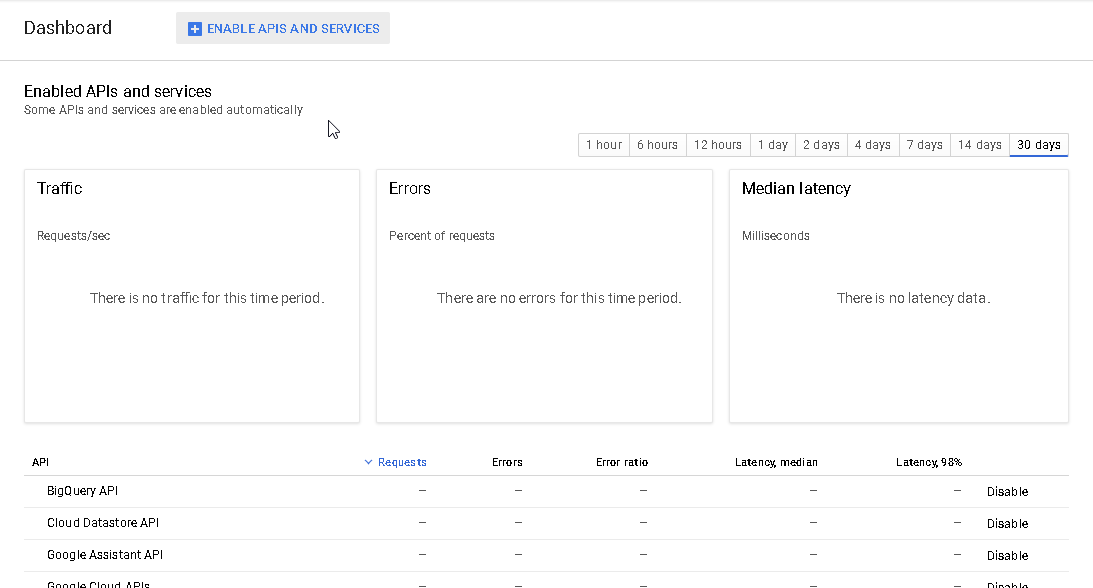 Dashboard
ENABLE APIS AND SERVICES
Enabled APIs and services
Some APIs and services are enabled automatically
1 hour 6 hours 12 hours 1 day 2 days 4 days 7 days 14 days 30 days
Traffic
Requests/sec
There is no traffic for this time period.
Errors
Percent of requests
There are no errors for this time period.
Median latency
Milliseconds
There is no latency data.
API Requests Errors Error ratio Latency, median Latency, 98%
BigQuery API – – – – – Disable
Cloud Datastore API – – – – – Disable
Google Assistant API – – – – – Disable
Google Cloud APIs – – – – – Disable